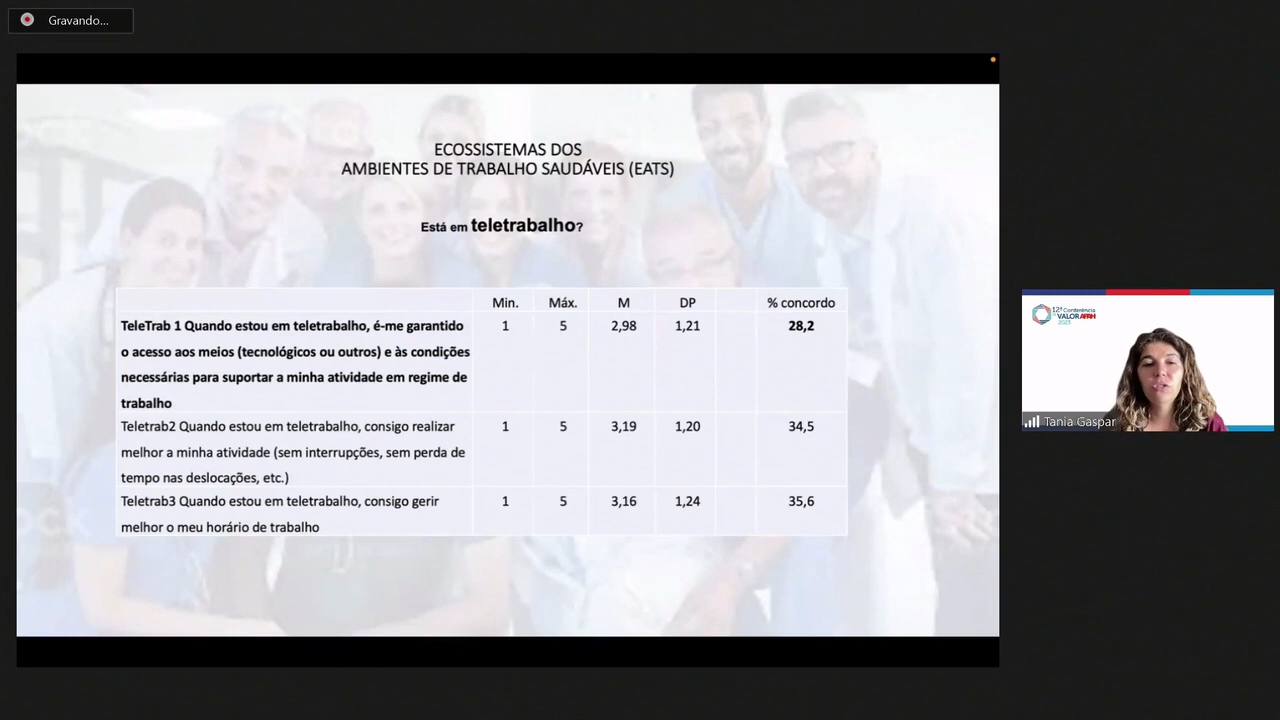 Gravando...
ECOSSISTEMAS DOS
AMBIENTES DE TRABALHO SAUDÁVEIS (EATS)
Está em teletrabalho?
Min. Máx. M DP % concordo
TeleTrab 1 Quando estou em teletrabalho, é-me garantido 1 5 2,98 1,21 28,2
o acesso aos meios (tecnológicos ou outros) e às condições
necessárias para suportar a minha atividade em regime de
trabalho
Teletrab2 Quando estou em teletrabalho, consigo realizar 1 5 3,19 1,20 34,5
melhor a minha atividade (sem interrupções, sem perda de
tempo nas deslocações, etc.)
Teletrab3 Quando estou em teletrabalho, consigo gerir 1 5 3,16 1,24 35,6
melhor o meu horário de trabalho
12ª Conferência
VALOR APAH
2023
Tania Gaspar